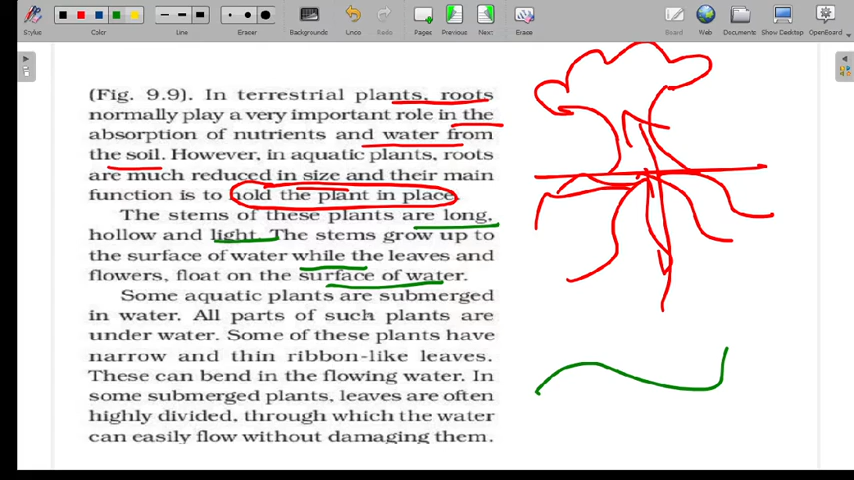 Stylus
Color
Line
Eraser
Backgrounds
Undo
Redo
Pages
Previous
Next
Erase
Board
Web
Documents
Show Desktop
OpenBoard
(Fig. 9.9). In terrestrial plants, roots
normally play a very important role in the
absorption of nutrients and water from
the soil. However, in aquatic plants, roots
are much reduced in size and their main
function is to hold the plant in place.
The stems of these plants are long,
hollow and light. The stems grow up to
the surface of water while the leaves and
flowers, float on the surface of water.
Some aquatic plants are submerged
in water. All parts of such plants are
under water. Some of these plants have
narrow and thin ribbon-like leaves.
These can bend in the flowing water. In
some submerged plants, leaves are often
highly divided, through which the water
can easily flow without damaging them.